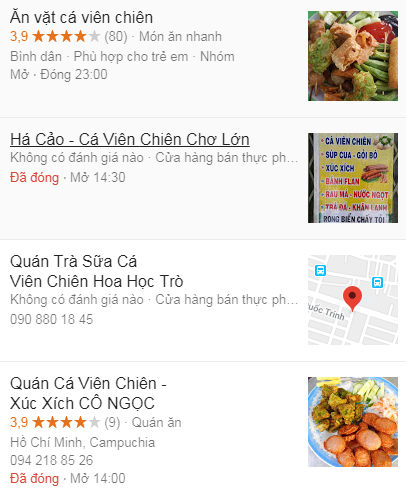 Ăn vặt cá viên chiên
3,9 ★★★★★ (80) · Món ăn nhanh
Bình dân · Phù hợp cho trẻ em · Nhóm
Mở · Đóng 23:00
Há Cảo - Cá Viên Chiên Chơ Lớn
Không có đánh giá nào · Cửa hàng bán thực ph…
Đã đóng · Mở 14:30
CÁ VIÊN CHIÊN
SÚP CUA - GỎI BÒ
XÚC XÍCH
BÁNH FLAN
RAU MÁ - NƯỚC NGỌT
TRÀ ĐÁ - KHĂN LẠNH
RONG BIỂN CHÁY TỎI
Quán Trà Sữa Cá
Viên Chiên Hoa Học Trò
Không có đánh giá nào · Cửa hàng bán thực ph…
090 880 18 45
uốc Trinh
Quán Cá Viên Chiên -
Xúc Xích CÔ NGỌC
3,9 ★★★★★ (9) · Quán ăn
Hồ Chí Minh, Campuchia
094 218 85 26
Đã đóng · Mở 14:00